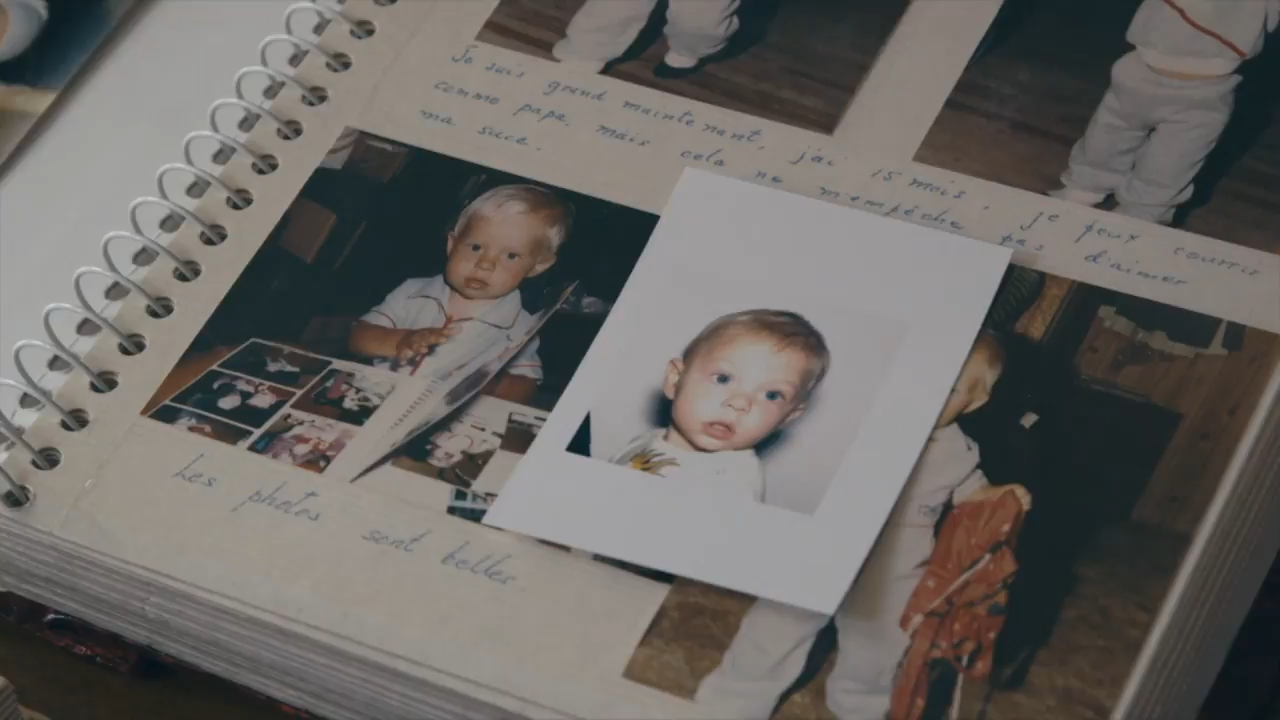 Je suis grand maintenant, j'ai 15 mois, je peux courrir
comme papa, mais cela ne m'empêche pas d'aimer
ma suce.
Les photos sont belles.